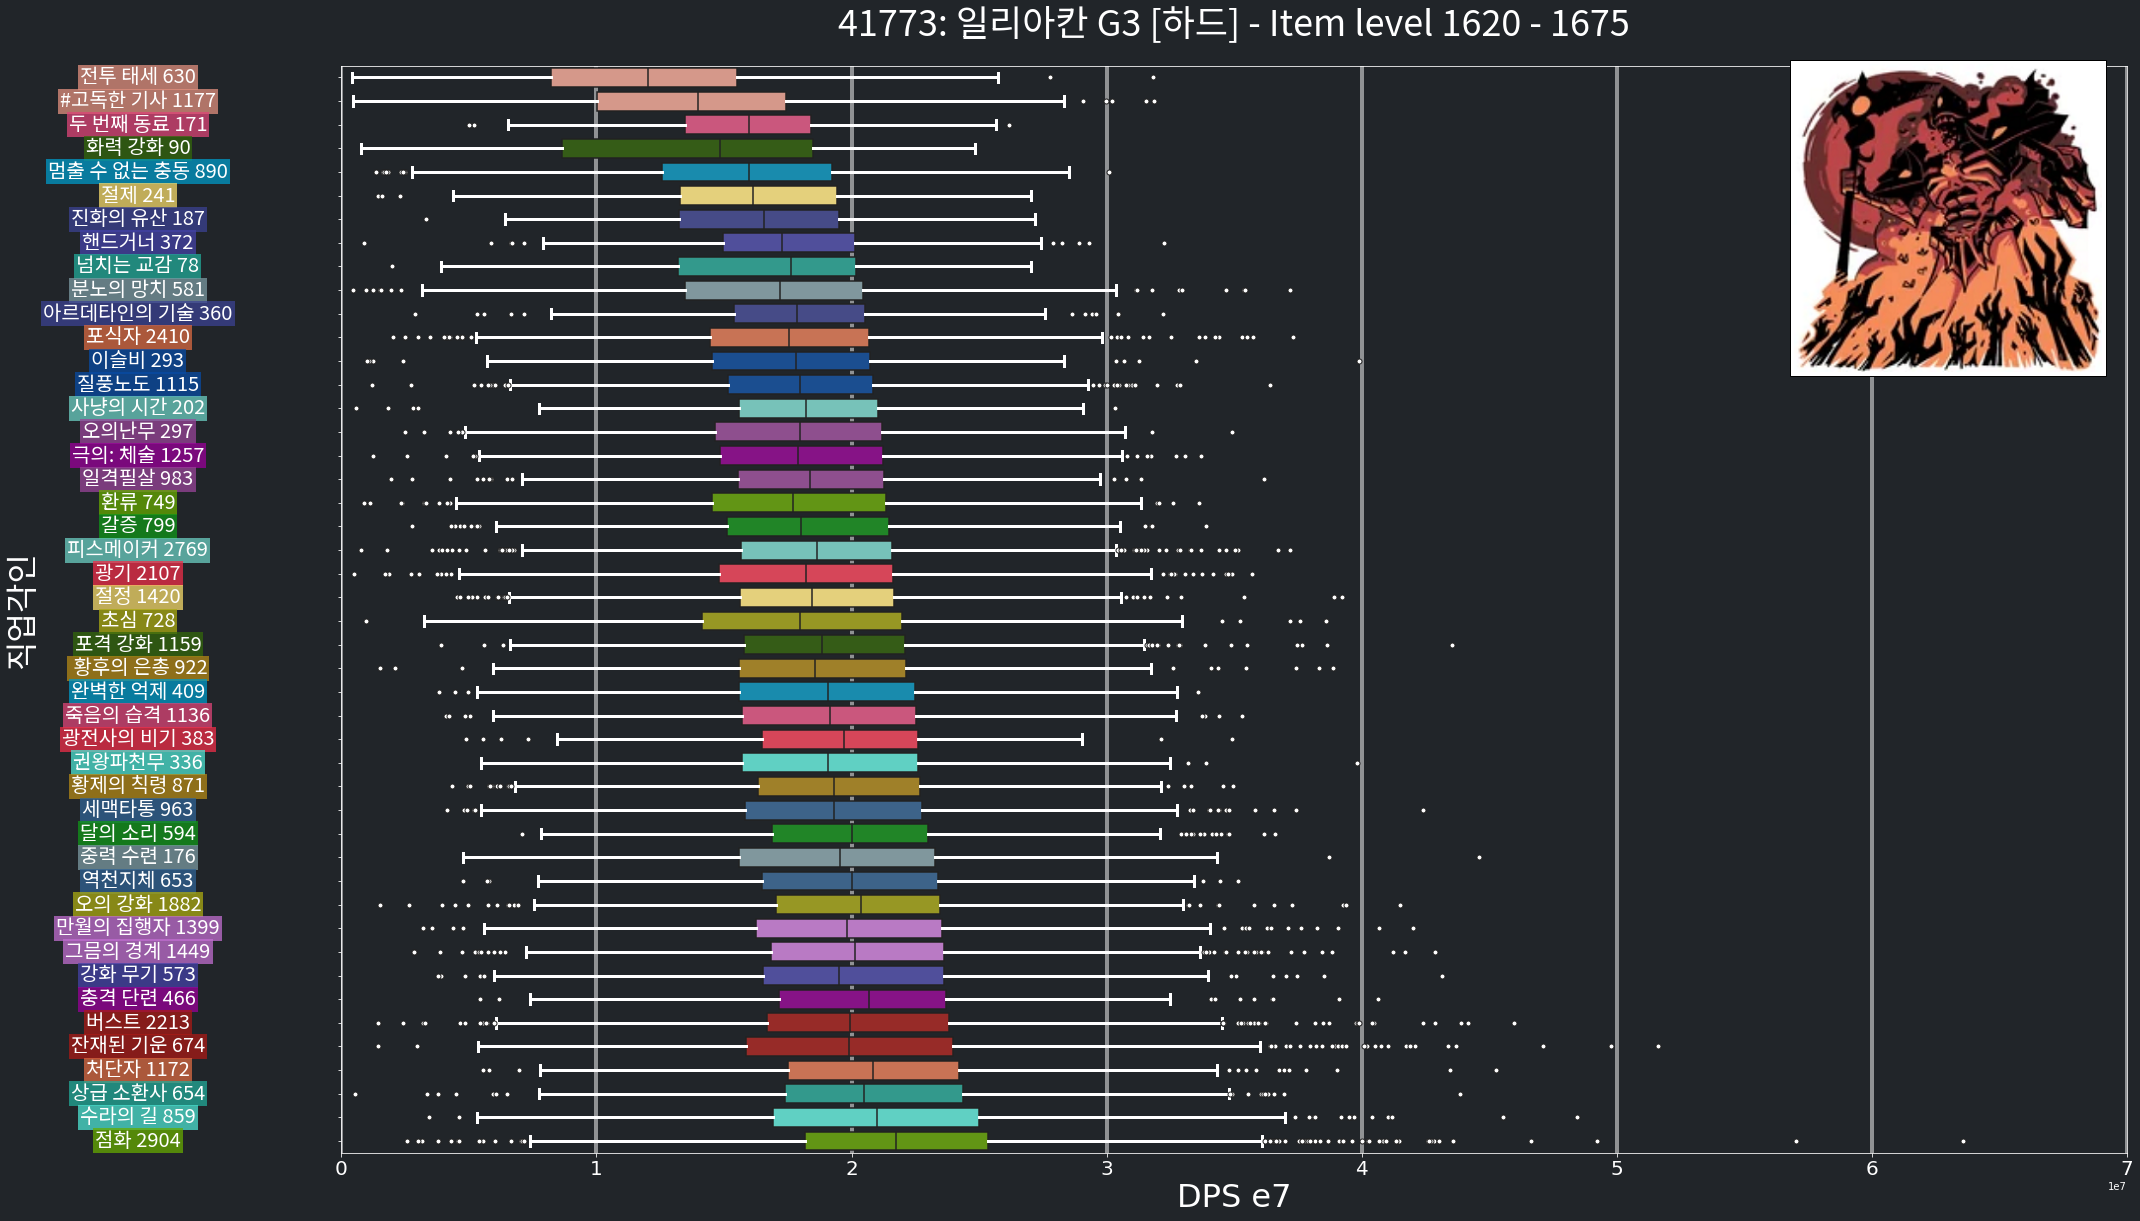 41773: 일리아칸 G3 [하드] - Item level 1620 - 1675
전투 태세 630
#고독한 기사 1177
두 번째 동료 171
화력 강화 90
멈출 수 없는 충동 890
절제 241
진화의 유산 187
핸드거너 372
넘치는 교감 78
분노의 망치 581
아르데타인의 기술 360
포식자 2410
이슬비 293
질풍노도 1115
사냥의 시간 202
오의난무 297
극의: 체술 1257
일격필살 983
환류 749
갈증 799
피스메이커 2769
광기 2107
절정 1420
초심 728
포격 강화 1159
황후의 은총 922
완벽한 억제 409
죽음의 습격 1136
광전사의 비기 383
권왕파천무 336
황제의 칙령 871
세맥타통 963
달의 소리 594
중력 수련 176
역천지체 653
오의 강화 1882
만월의 집행자 1399
그믐의 경계 1449
강화 무기 573
충격 단련 466
버스트 2213
잔재된 기운 674
처단자 1172
상급 소환사 654
수라의 길 859
점화 2904
직업각인
0 1 2 3 4 5 6 7
DPS e7
1e7